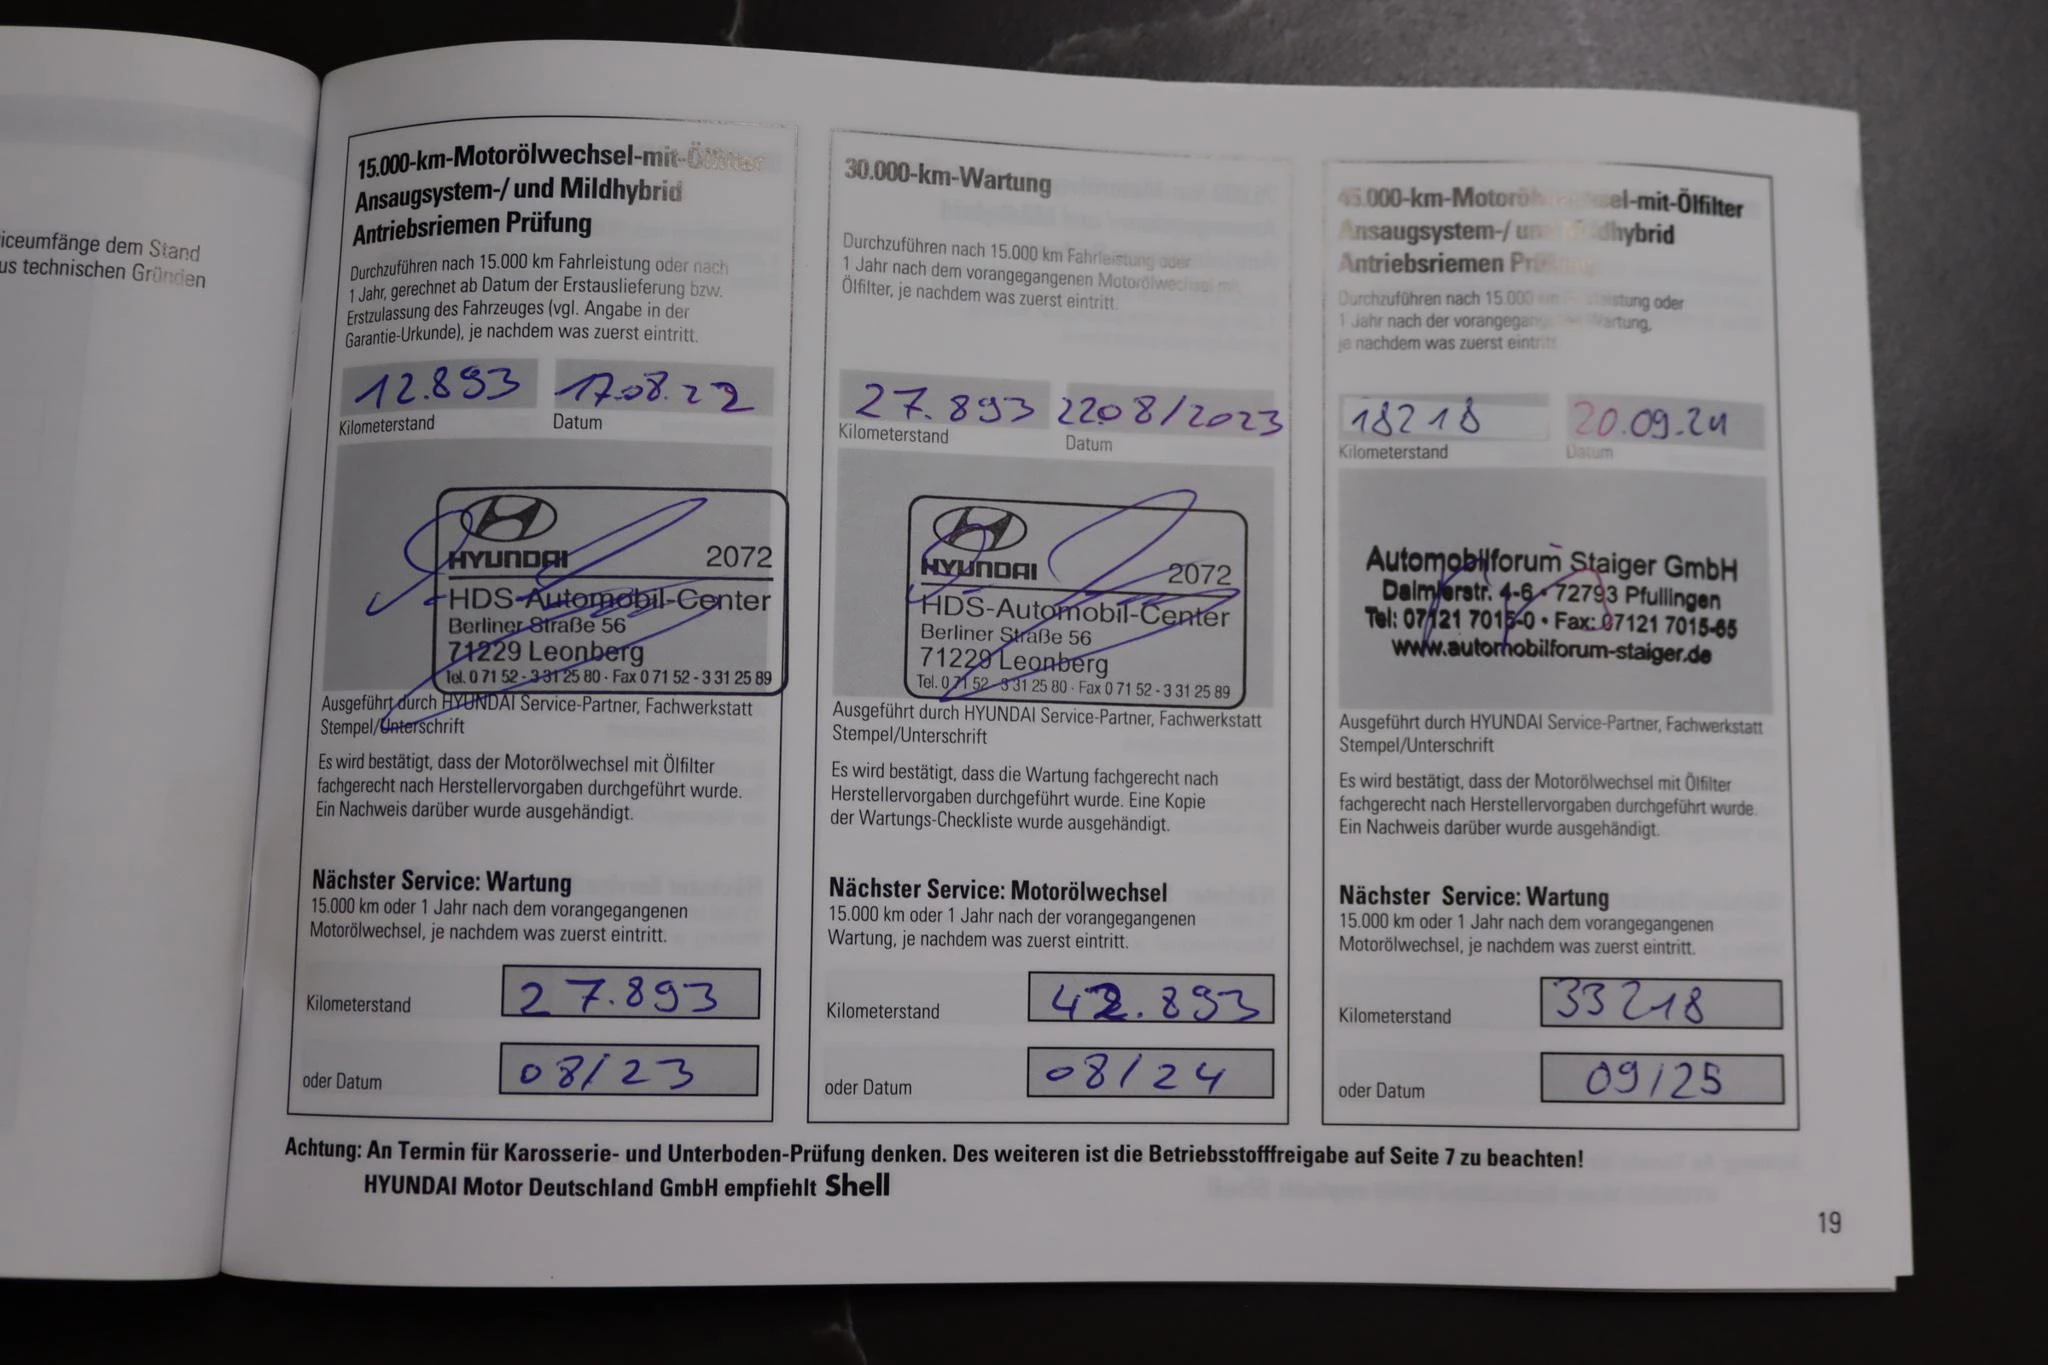 iceumfänge dem Stand
us technischen Gründen
15.000-km-Motorölwechsel-mit-Ölfilter
Ansaugsystem-/ und Mildhybrid
Antriebsriemen Prüfung
Durchzuführen nach 15.000 km Fahrleistung oder nach
1 Jahr, gerechnet ab Datum der Erstauslieferung bzw.
Erstzulassung des Fahrzeuges (vgl. Angabe in der
Garantie-Urkunde), je nachdem was zuerst eintritt.
12.893 17.08.22
Kilometerstand Datum
HYUNDAI 2072
HDS-Automobil-Center
Berliner Straße 56
71229 Leonberg
Tel. 0 71 52 - 3 31 25 80 · Fax 0 71 52 - 3 31 25 89
Ausgeführt durch HYUNDAI Service-Partner, Fachwerkstatt
Stempel/Unterschrift
Es wird bestätigt, dass der Motorölwechsel mit Ölfilter
fachgerecht nach Herstellervorgaben durchgeführt wurde.
Ein Nachweis darüber wurde ausgehändigt.
Nächster Service: Wartung
15.000 km oder 1 Jahr nach dem vorangegangenen
Motorölwechsel, je nachdem was zuerst eintritt.
Kilometerstand 27.893
oder Datum 08/23
30.000-km-Wartung
Durchzuführen nach 15.000 km Fahrleistung oder
1 Jahr nach dem vorangegangenen Motorölwechsel mit
Ölfilter, je nachdem was zuerst eintritt.
27.893 22.08/2023
Kilometerstand Datum
HYUNDAI 2072
HDS-Automobil-Center
Berliner Straße 56
71229 Leonberg
Tel. 0 71 52 - 3 31 25 80 · Fax 0 71 52 - 3 31 25 89
Ausgeführt durch HYUNDAI Service-Partner, Fachwerkstatt
Stempel/Unterschrift
Es wird bestätigt, dass die Wartung fachgerecht nach
Herstellervorgaben durchgeführt wurde. Eine Kopie
der Wartungs-Checkliste wurde ausgehändigt.
Nächster Service: Motorölwechsel
15.000 km oder 1 Jahr nach der vorangegangenen
Wartung, je nachdem was zuerst eintritt.
Kilometerstand 42.893
oder Datum 08/24
45.000-km-Motorölwechsel-mit-Ölfilter
Ansaugsystem-/ und Mildhybrid
Antriebsriemen Prüfung
Durchzuführen nach 15.000 km Fahrleistung oder
1 Jahr nach der vorangegangenen Wartung,
je nachdem was zuerst eintritt.
18218 20.09.24
Kilometerstand Datum
Automobilforum Staiger GmbH
Daimlerstr. 4-6 • 72793 Pfullingen
Tel: 07121 7015-0 • Fax: 07121 7015-65
www.automobilforum-staiger.de
Ausgeführt durch HYUNDAI Service-Partner, Fachwerkstatt
Stempel/Unterschrift
Es wird bestätigt, dass der Motorölwechsel mit Ölfilter
fachgerecht nach Herstellervorgaben durchgeführt wurde.
Ein Nachweis darüber wurde ausgehändigt.
Nächster Service: Wartung
15.000 km oder 1 Jahr nach dem vorangegangenen
Motorölwechsel, je nachdem was zuerst eintritt.
Kilometerstand 33218
oder Datum 09/25
Achtung: An Termin für Karosserie- und Unterboden-Prüfung denken. Des weiteren ist die Betriebsstofffreigabe auf Seite 7 zu beachten!
HYUNDAI Motor Deutschland GmbH empfiehlt Shell
19